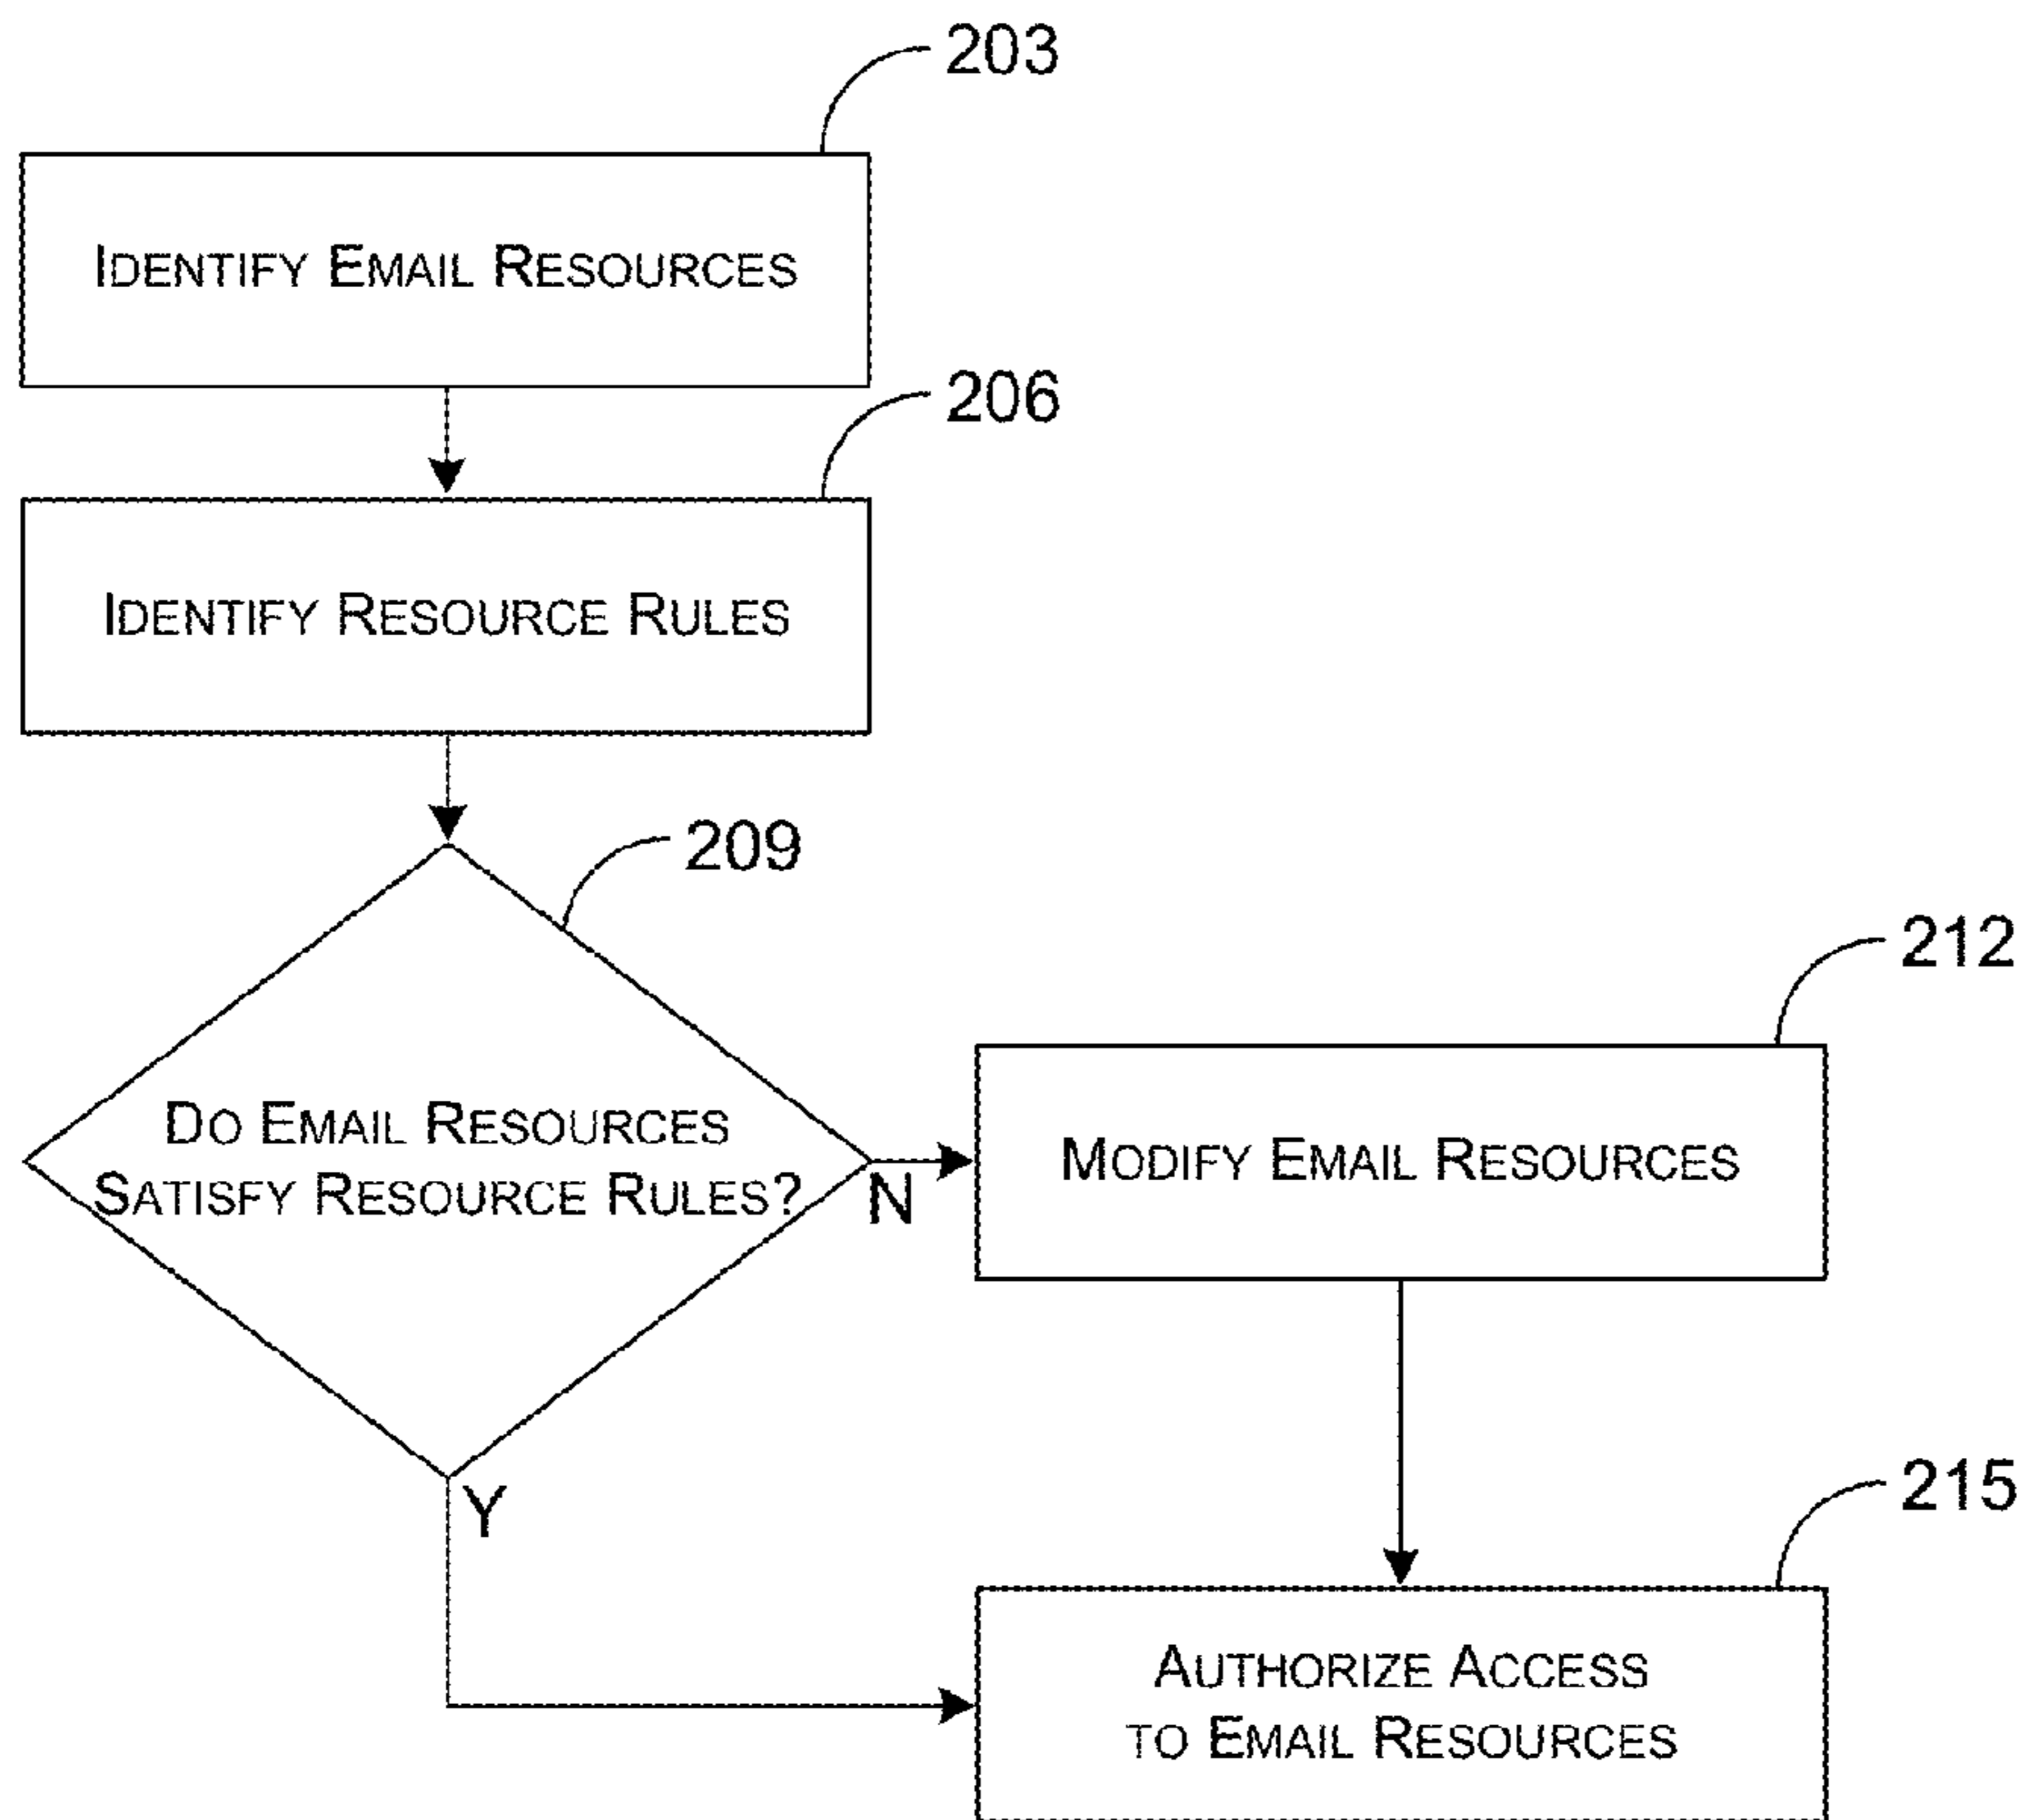 203
IDENTIFY EMAIL RESOURCES
206
IDENTIFY RESOURCE RULES
209
DO EMAIL RESOURCES
SATISFY RESOURCE RULES?
N
212
MODIFY EMAIL RESOURCES
Y
215
AUTHORIZE ACCESS
TO EMAIL RESOURCES